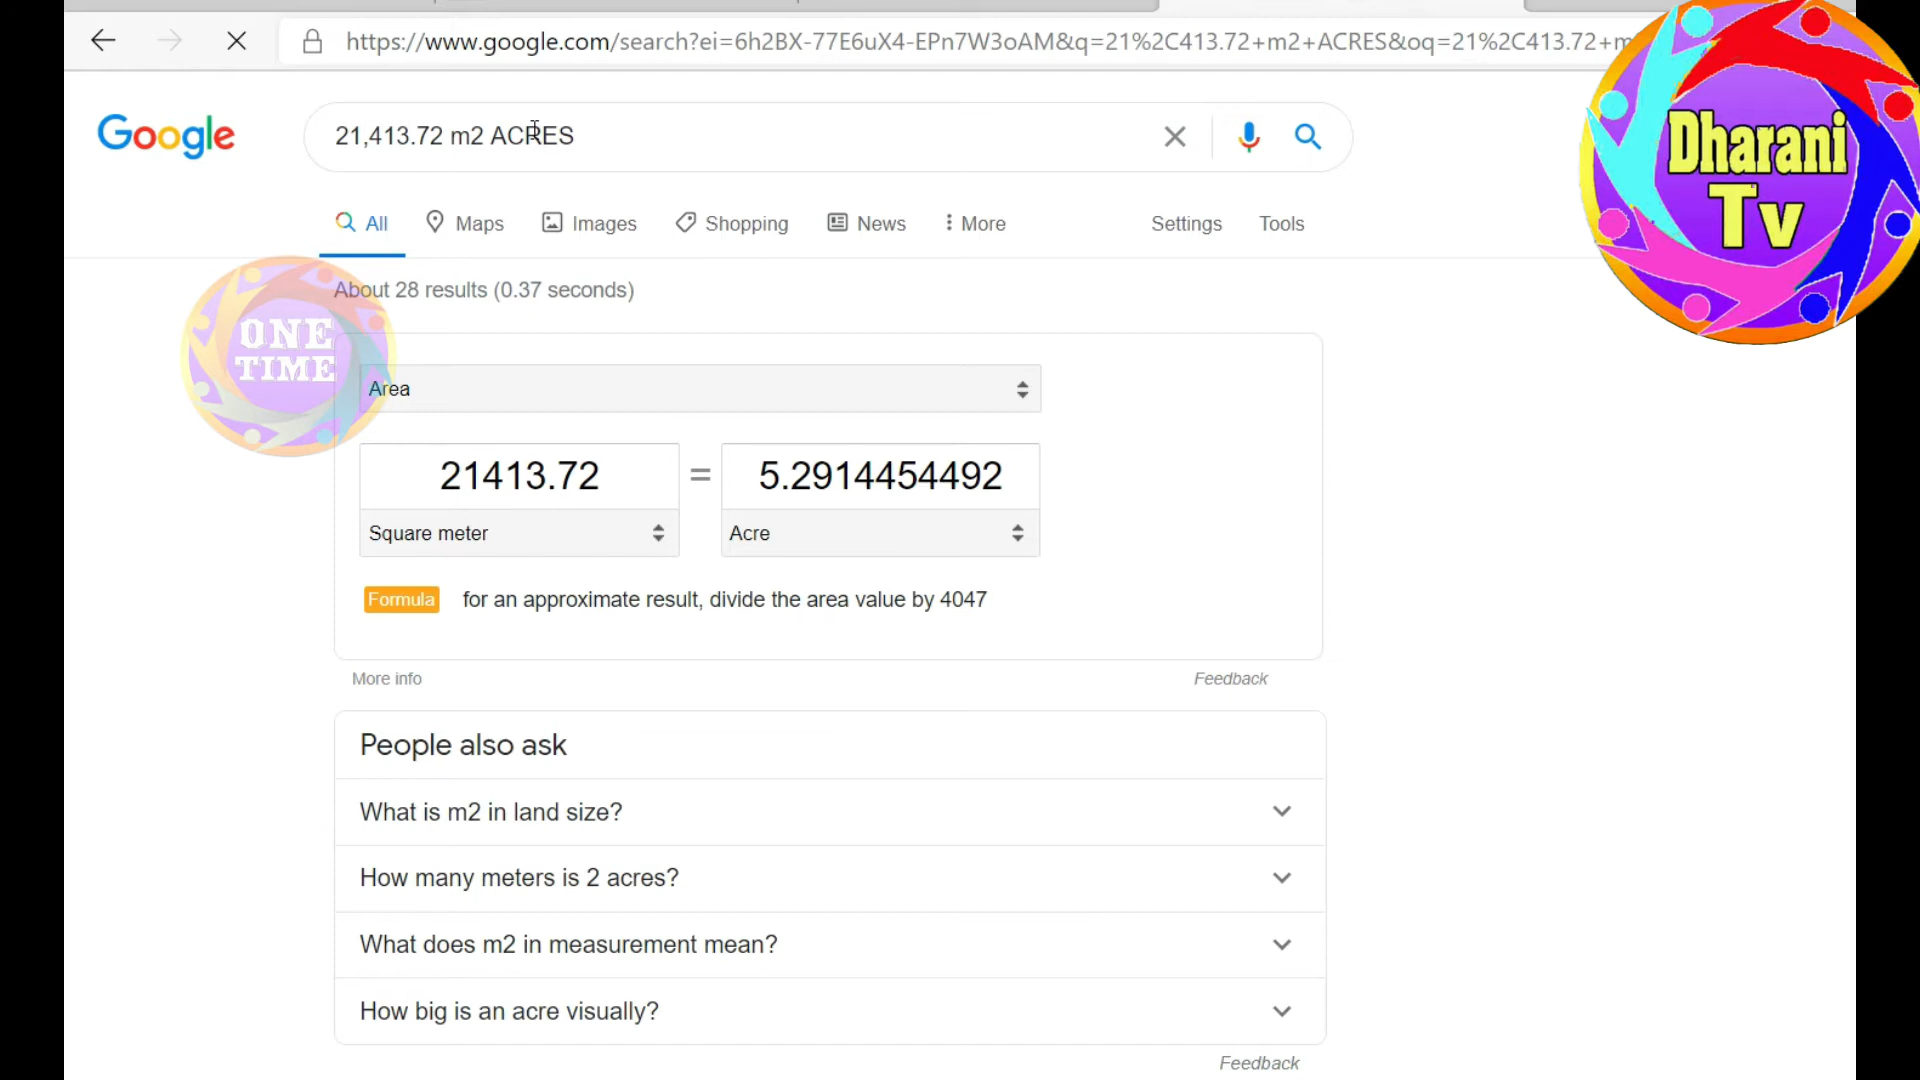 https://www.google.com/search?ei=6h2BX-77E6uX4-EPn7W3oAM&q=21%2C413.72+m2+ACRES&oq=21%2C413.72+m
Google
21,413.72 m2 ACRES
All
Maps
Images
Shopping
News
More
Settings
Tools
Dharani
Tv
About 28 results (0.37 seconds)
ONE
TIME
Area
21413.72 = 5.2914454492
Square meter
Acre
Formula for an approximate result, divide the area value by 4047
More info
Feedback
People also ask
What is m2 in land size?
How many meters is 2 acres?
What does m2 in measurement mean?
How big is an acre visually?
Feedback